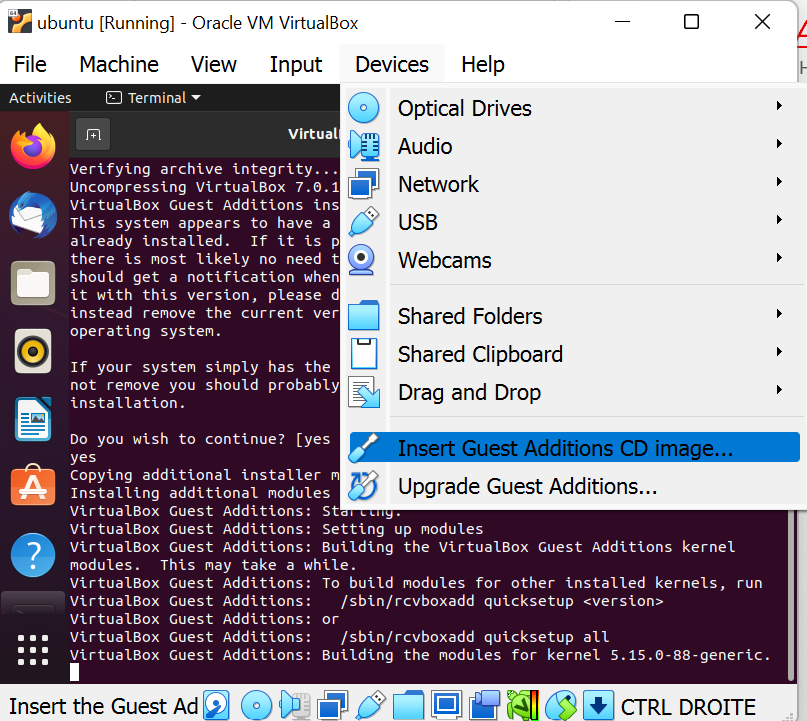 ubuntu [Running] - Oracle VM VirtualBox
File Machine View Input Devices Help
Activities Terminal
Optical Drives
Audio
Network
USB
Webcams
Shared Folders
Shared Clipboard
Drag and Drop
Insert Guest Additions CD image...
Upgrade Guest Additions...
Verifying archive integrity...
Uncompressing VirtualBox 7.0.1
VirtualBox Guest Additions ins
This system appears to have a
already installed.  If it is p
there is most likely no need t
should get a notification when
it with this version, please d
instead remove the current ver
operating system.
If your system simply has the
not remove you should probably
installation.
Do you wish to continue? [yes
yes
Copying additional installer m
Installing additional modules
VirtualBox Guest Additions: Starting.
VirtualBox Guest Additions: Setting up modules
VirtualBox Guest Additions: Building the VirtualBox Guest Additions kernel
modules.  This may take a while.
VirtualBox Guest Additions: To build modules for other installed kernels, run
VirtualBox Guest Additions:   /sbin/rcvboxadd quicksetup <version>
VirtualBox Guest Additions: or
VirtualBox Guest Additions:   /sbin/rcvboxadd quicksetup all
VirtualBox Guest Additions: Building the modules for kernel 5.15.0-88-generic.
Insert the Guest Ad CTRL DROITE